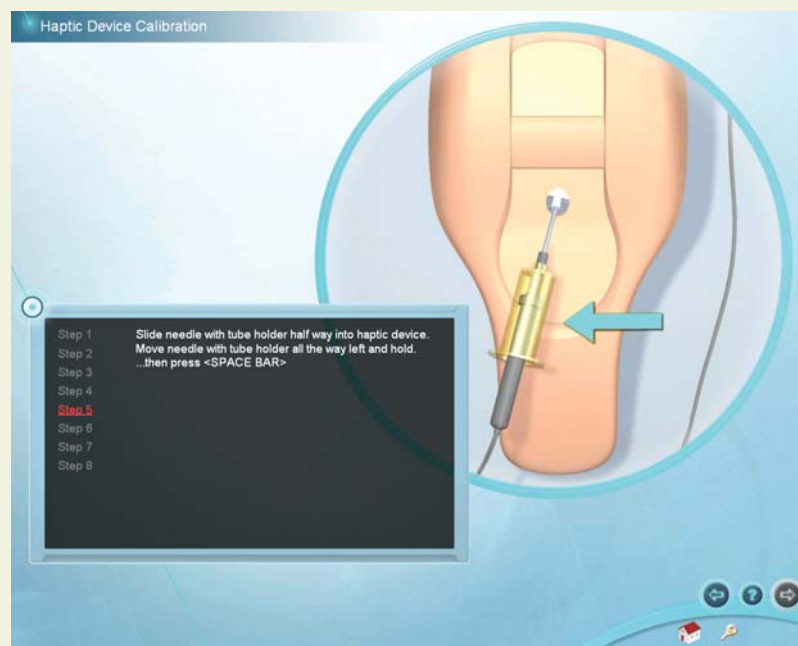 Haptic Device Calibration
Step 1
Step 2
Step 3
Step 4
Step 5
Step 6
Step 7
Step 8
Slide needle with tube holder half way into haptic device.
Move needle with tube holder all the way left and hold.
...then press <SPACE BAR>
?